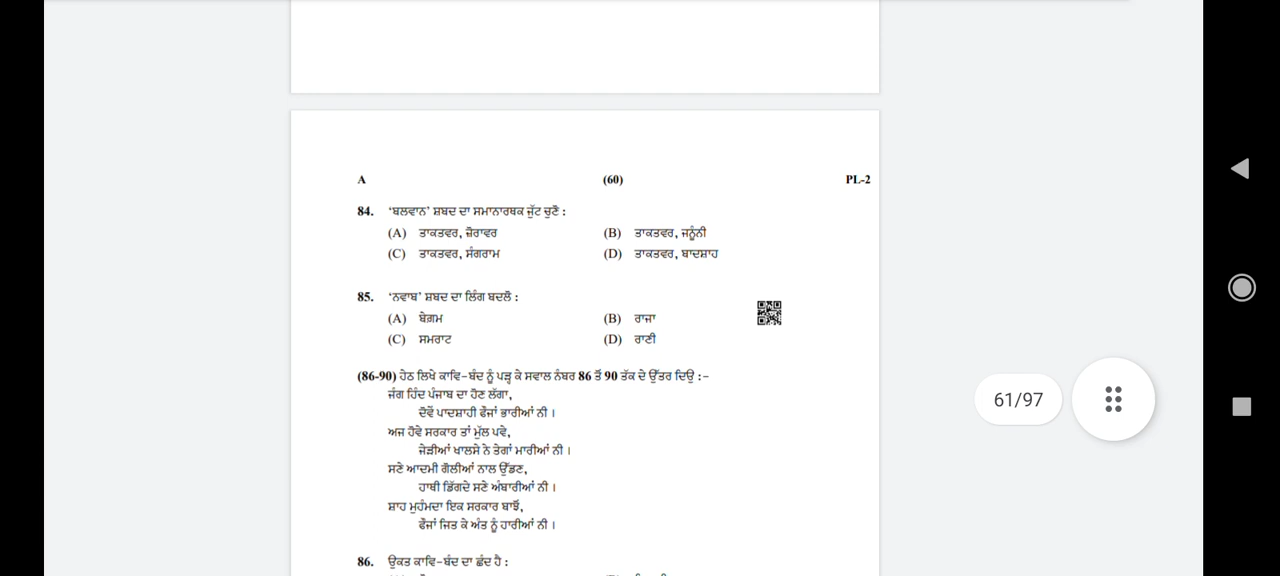 A (60) PL-2
84. ‘ਬਲਵਾਨ’ ਸ਼ਬਦ ਦਾ ਸਮਾਨਾਰਥਕ ਜੁੱਟ ਚੁਣੋ :
(A) ਤਾਕਤਵਰ, ਜ਼ੋਰਾਵਰ (B) ਤਾਕਤਵਰ, ਜਨੂੰਨੀ
(C) ਤਾਕਤਵਰ, ਸੰਗਰਾਮ (D) ਤਾਕਤਵਰ, ਬਾਦਸ਼ਾਹ
85. ‘ਨਵਾਬ’ ਸ਼ਬਦ ਦਾ ਲਿੰਗ ਬਦਲੋ :
(A) ਬੇਗ਼ਮ (B) ਰਾਜਾ
(C) ਸਮਰਾਟ (D) ਰਾਣੀ
(86-90) ਹੇਠ ਲਿਖੇ ਕਾਵਿ-ਬੰਦ ਨੂੰ ਪੜ੍ਹ ਕੇ ਸਵਾਲ ਨੰਬਰ 86 ਤੋਂ 90 ਤੱਕ ਦੇ ਉੱਤਰ ਦਿਉ :-
ਜੰਗ ਹਿੰਦ ਪੰਜਾਬ ਦਾ ਹੋਣ ਲੱਗਾ,
ਦੋਵੇਂ ਪਾਦਸ਼ਾਹੀ ਫੌਜਾਂ ਭਾਰੀਆਂ ਨੀ ।
ਅਜ ਹੋਵੇ ਸਰਕਾਰ ਤਾਂ ਮੁੱਲ ਪਵੇ,
ਜੇੜੀਆਂ ਖਾਲਸੇ ਨੇ ਤੇਗਾਂ ਮਾਰੀਆਂ ਨੀ ।
ਸਣੇ ਆਦਮੀ ਗੋਲੀਆਂ ਨਾਲ ਉੱਡਣ,
ਹਾਥੀ ਡਿੱਗਦੇ ਸਣੇ ਅੰਬਾਰੀਆਂ ਨੀ ।
ਸ਼ਾਹ ਮੁਹੰਮਦਾ ਇਕ ਸਰਕਾਰ ਬਾਝੋਂ,
ਫੌਜਾਂ ਜਿਤ ਕੇ ਅੰਤ ਨੂੰ ਹਾਰੀਆਂ ਨੀ ।
86. ਉਕਤ ਕਾਵਿ-ਬੰਦ ਦਾ ਛੰਦ ਹੈ :
61/97